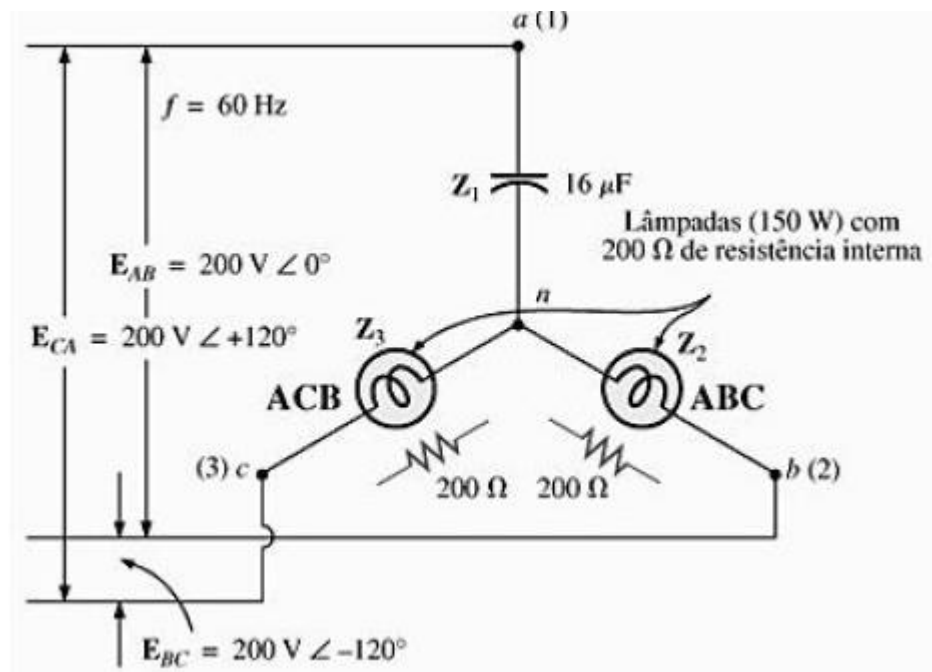 a (1)
f = 60 Hz
Z₁
16 μF
Lâmpadas (150 W) com
200 Ω de resistência interna
E_AB = 200 V ∠ 0°
n
E_CA = 200 V ∠ +120°
Z₃
Z₂
ACB
ABC
(3) c
200 Ω
200 Ω
b (2)
E_BC = 200 V ∠ −120°